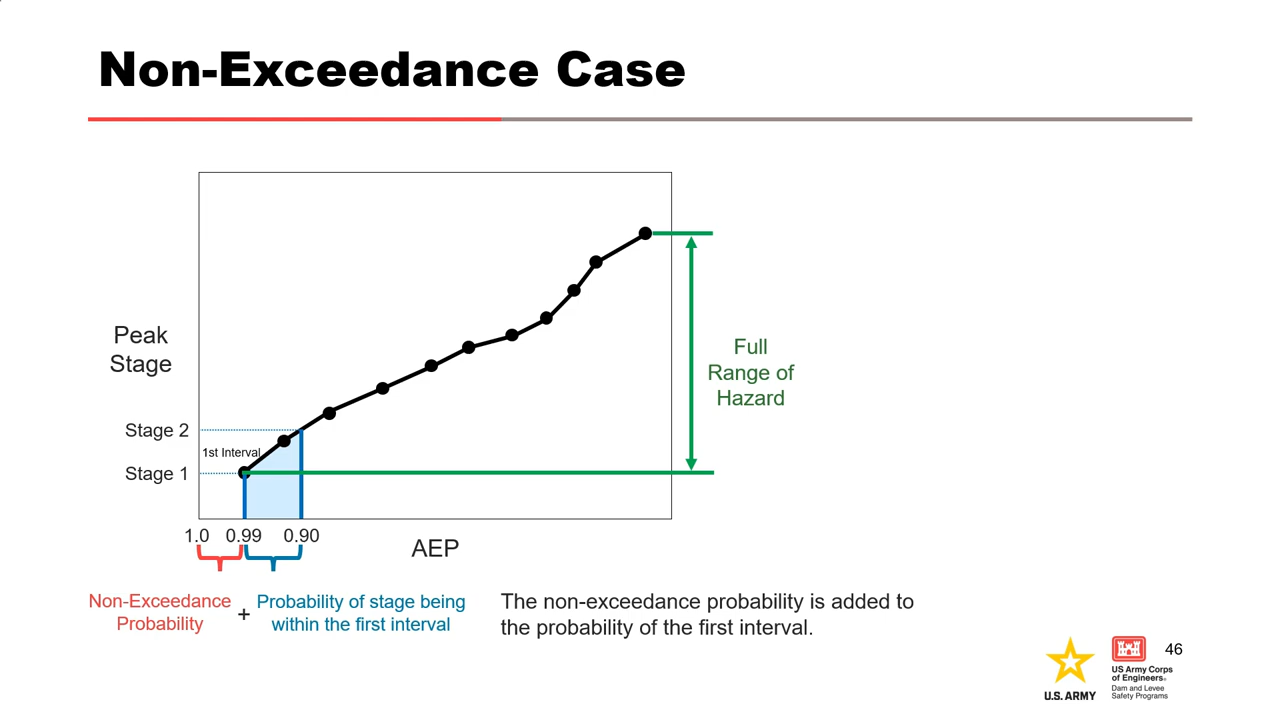 Non-Exceedance Case
Peak
Stage
Stage 2
1st Interval
Stage 1
Full
Range of
Hazard
1.0 0.99 0.90
AEP
Non-Exceedance
Probability
+
Probability of stage being
within the first interval
The non-exceedance probability is added to
the probability of the first interval.
U.S. ARMY
US Army Corps
of Engineers®
Dam and Levee
Safety Programs
46